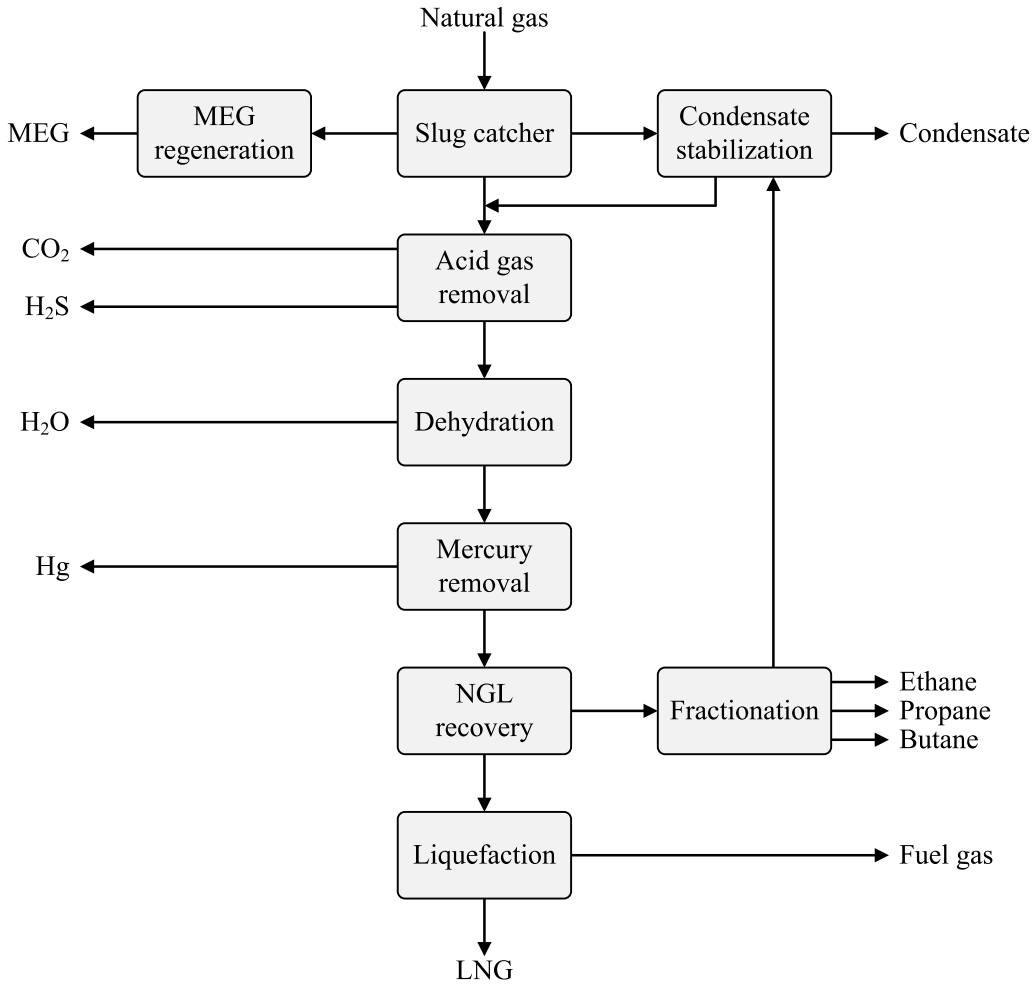 Natural gas
MEG
MEG
regeneration
Slug catcher
Condensate
stabilization
Condensate
CO₂
H₂S
Acid gas
removal
H₂O
Dehydration
Hg
Mercury
removal
NGL
recovery
Fractionation
Ethane
Propane
Butane
Liquefaction
Fuel gas
LNG